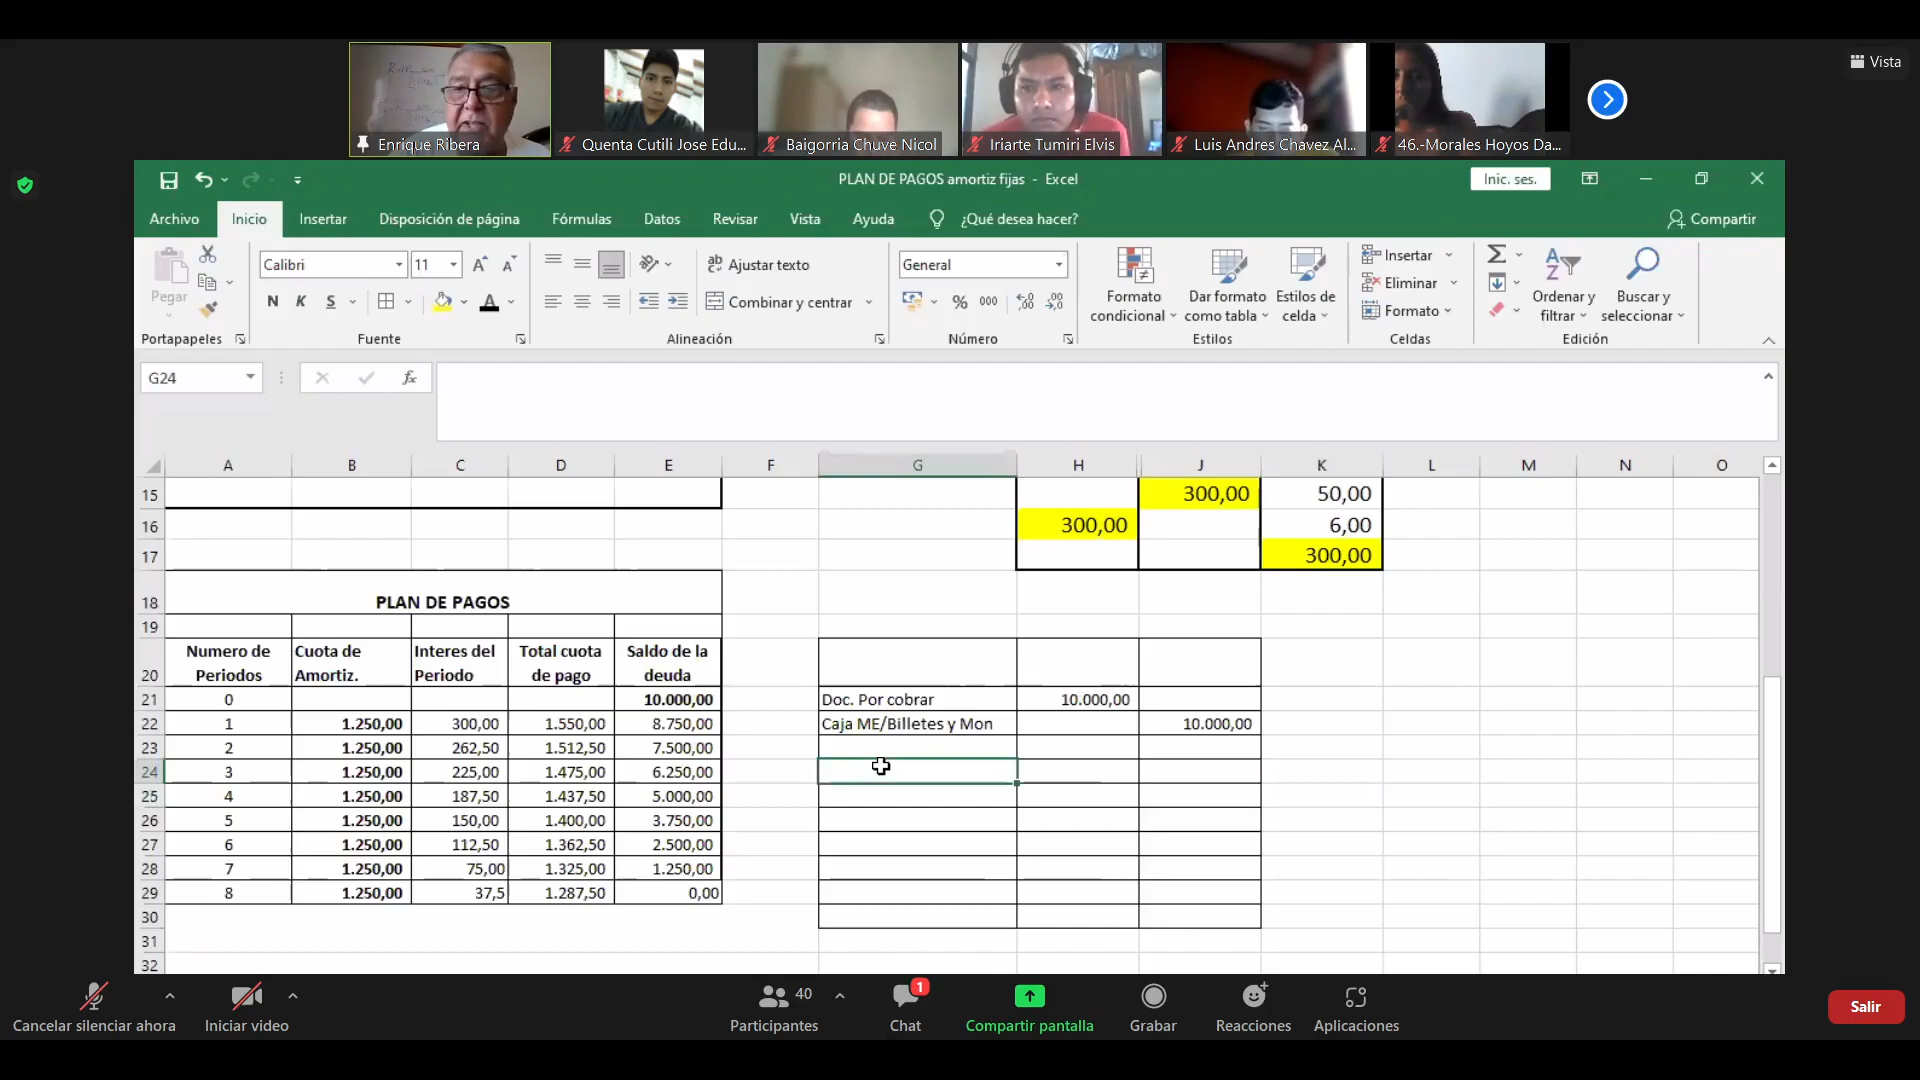 Vista
Enrique Ribera
Quenta Cutili Jose Edu...
Baigorria Chuve Nicol
Iriarte Tumiri Elvis
Luis Andres Chavez Al...
46.-Morales Hoyos Da...
PLAN DE PAGOS amortiz fijas - Excel
Inic. ses.
Archivo Inicio Insertar Disposición de página Fórmulas Datos Revisar Vista Ayuda ¿Qué desea hacer? Compartir
Pegar
Portapapeles
Calibri 11
N K S
Fuente
Ajustar texto
Combinar y centrar
Alineación
General
% 000
Número
Formato condicional
Dar formato como tabla
Estilos de celda
Estilos
Insertar
Eliminar
Formato
Celdas
Ordenar y filtrar
Buscar y seleccionar
Edición
G24 fx
A B C D E F G H J K L M N O
15 300,00 50,00
16 300,00 6,00
17 300,00
18 PLAN DE PAGOS
19
20 Numero de Periodos Cuota de Amortiz. Interes del Periodo Total cuota de pago Saldo de la deuda
21 0 10.000,00 Doc. Por cobrar 10.000,00
22 1 1.250,00 300,00 1.550,00 8.750,00 Caja ME/Billetes y Mon 10.000,00
23 2 1.250,00 262,50 1.512,50 7.500,00
24 3 1.250,00 225,00 1.475,00 6.250,00
25 4 1.250,00 187,50 1.437,50 5.000,00
26 5 1.250,00 150,00 1.400,00 3.750,00
27 6 1.250,00 112,50 1.362,50 2.500,00
28 7 1.250,00 75,00 1.325,00 1.250,00
29 8 1.250,00 37,5 1.287,50 0,00
30
31
32
Cancelar silenciar ahora
Iniciar video
40
Participantes
1
Chat
Compartir pantalla
Grabar
Reacciones
Aplicaciones
Salir